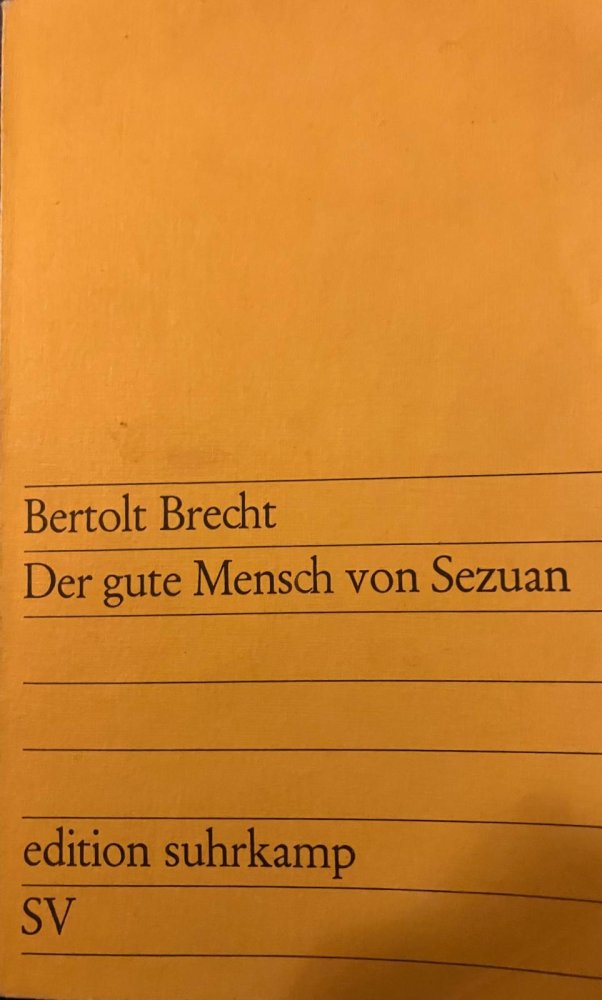 Bertolt Brecht
Der gute Mensch von Sezuan
edition suhrkamp
SV